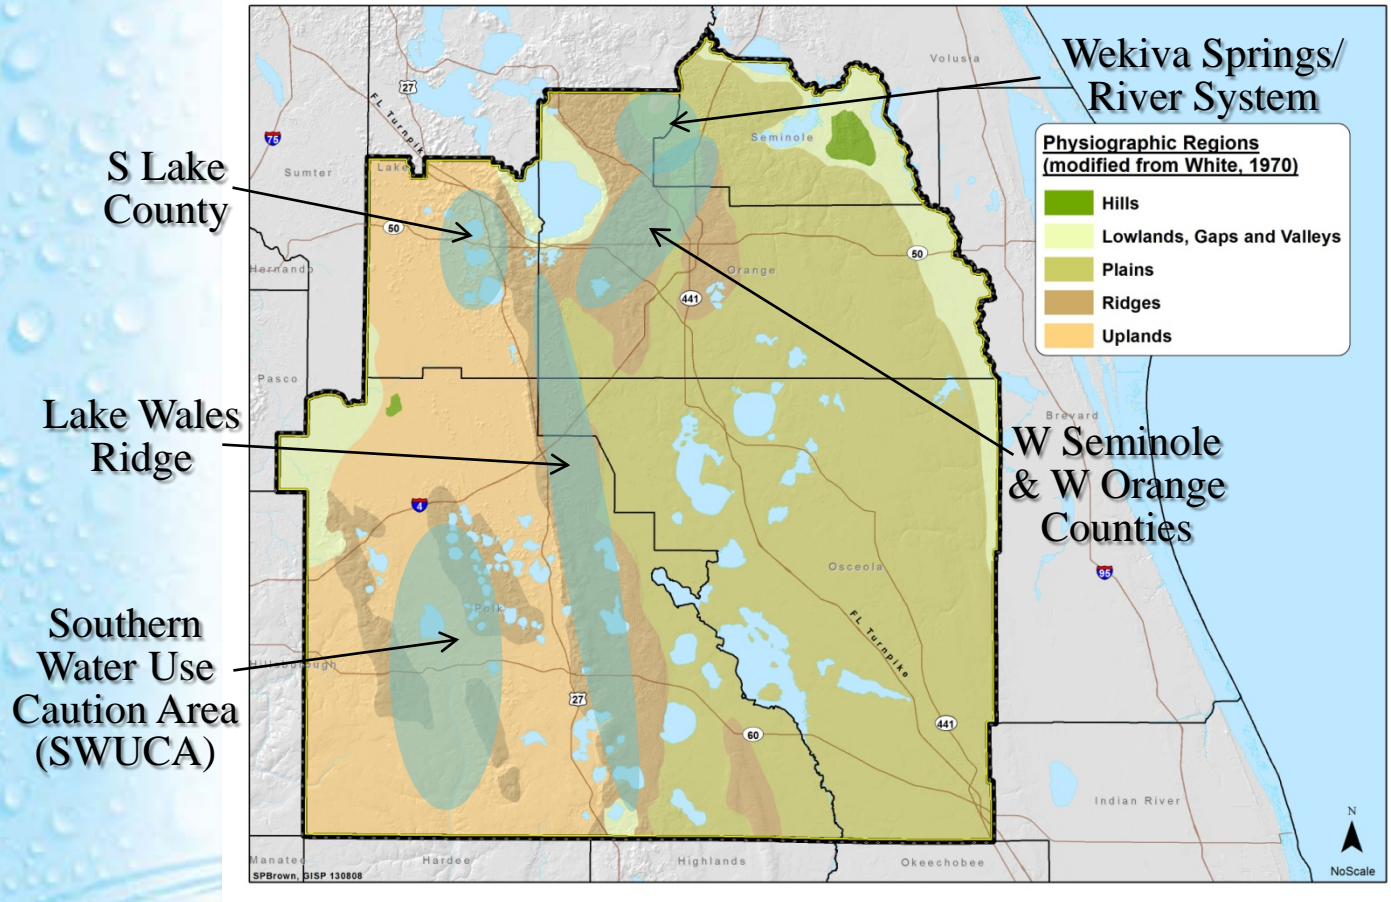 Wekiva Springs/
River System
S Lake
County
Lake Wales
Ridge
Southern
Water Use
Caution Area
(SWUCA)
W Seminole
& W Orange
Counties
Physiographic Regions
(modified from White, 1970)
Hills
Lowlands, Gaps and Valleys
Plains
Ridges
Uplands
Volusia
27
FL Turnpik
75
Sumter
Lake
Seminole
50
50
Hernando
Orange
441
Pasco
Brevard
4
Osceola
95
Polk
FL Turnpike
Hillsborough
27
60
441
Indian River
Manatee
Hardee
Highlands
Okeechobee
SPBrown, GISP 130808
N
NoScale